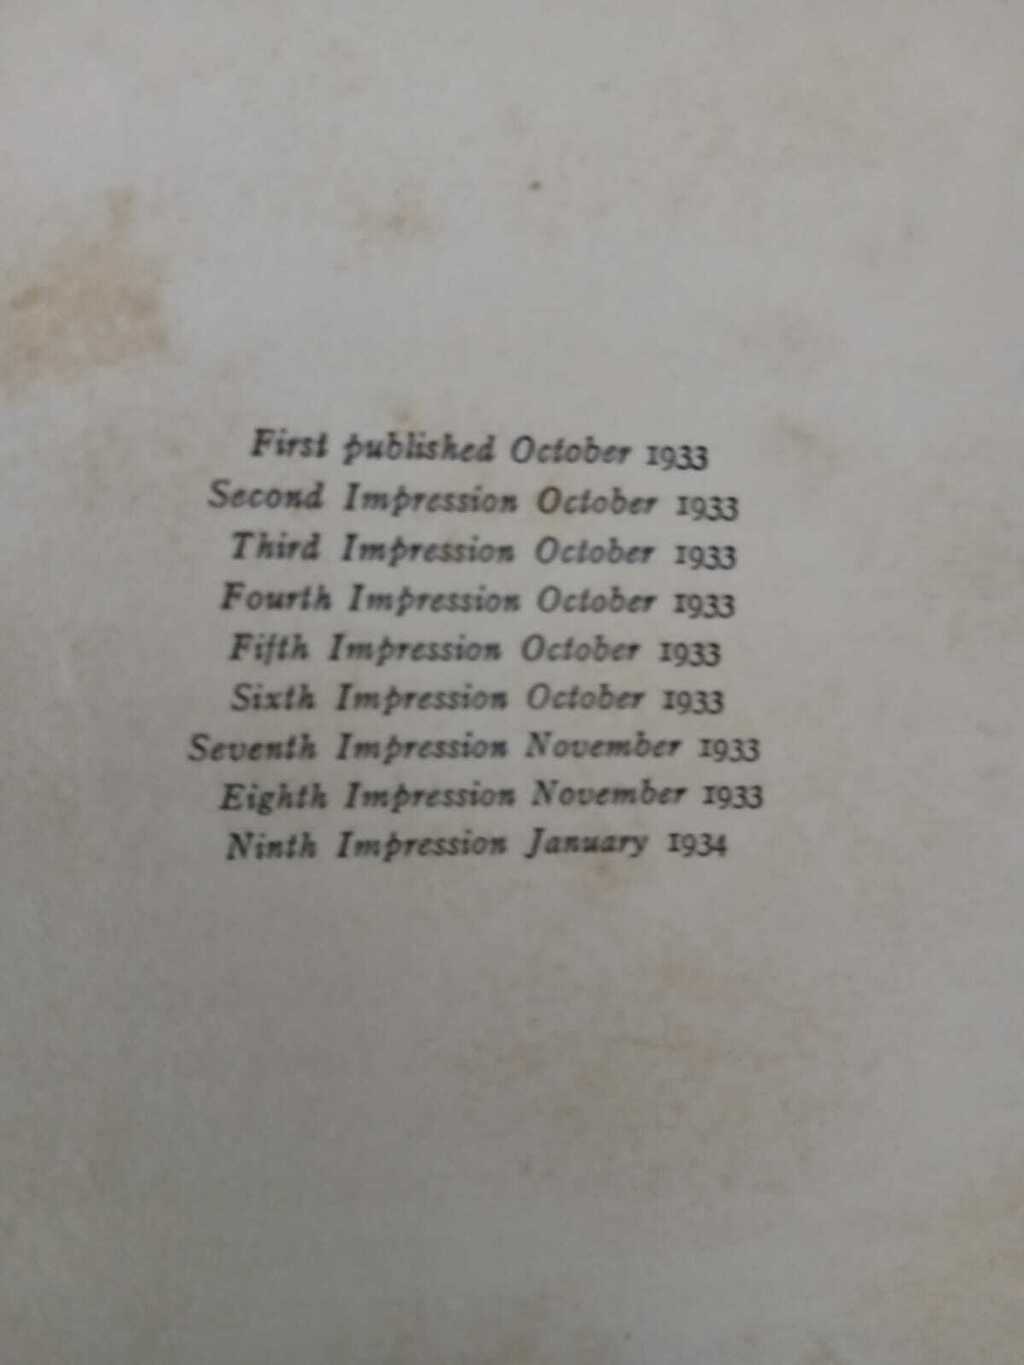 First published October 1933
Second Impression October 1933
Third Impression October 1933
Fourth Impression October 1933
Fifth Impression October 1933
Sixth Impression October 1933
Seventh Impression November 1933
Eighth Impression November 1933
Ninth Impression January 1934